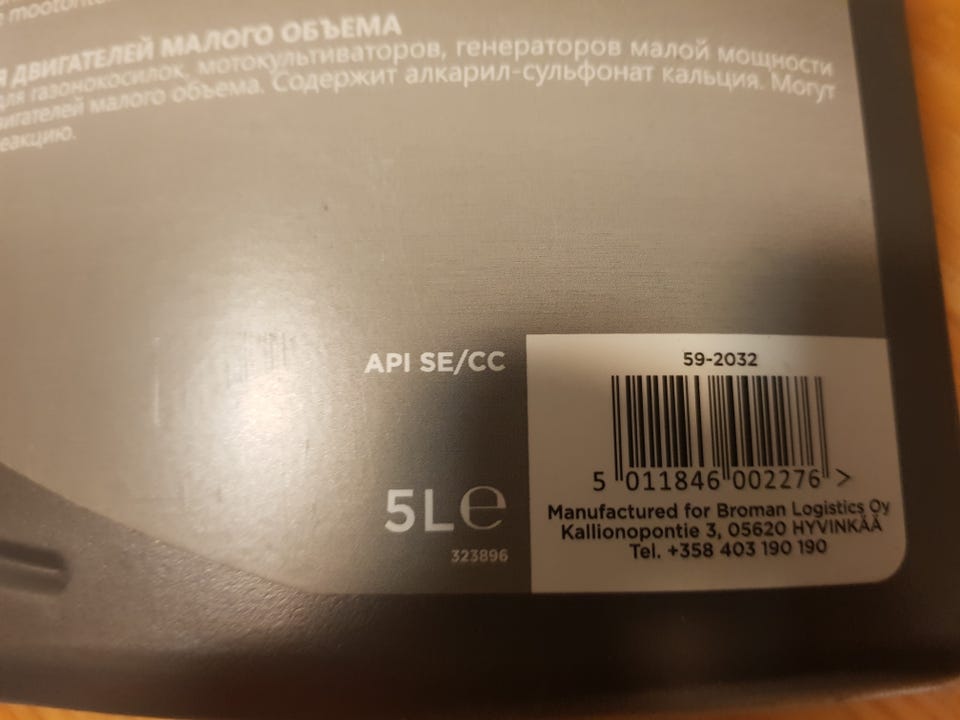 ДВИГАТЕЛЕЙ МАЛОГО ОБЪЕМА
для газонокосилок, мотокультиваторов, генераторов малой мощности
двигателей малого объема. Содержит алкарил-сульфонат кальция. Могут
API SE/CC
5L℮
323896
59-2032
5 011846 002276 >
Manufactured for Broman Logistics Oy
Kallionopontie 3, 05620 HYVINKÄÄ
Tel. +358 403 190 190